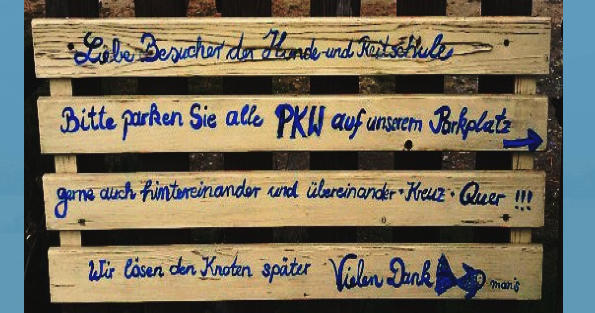 Liebe Besucher der Hunde-und Reitschule
Bitte parken Sie alle PKW auf unserem Parkplatz
gerne auch hintereinander und übereinander • Kreuz • Quer !!!
Wir lösen den Knoten später Vielen Dank